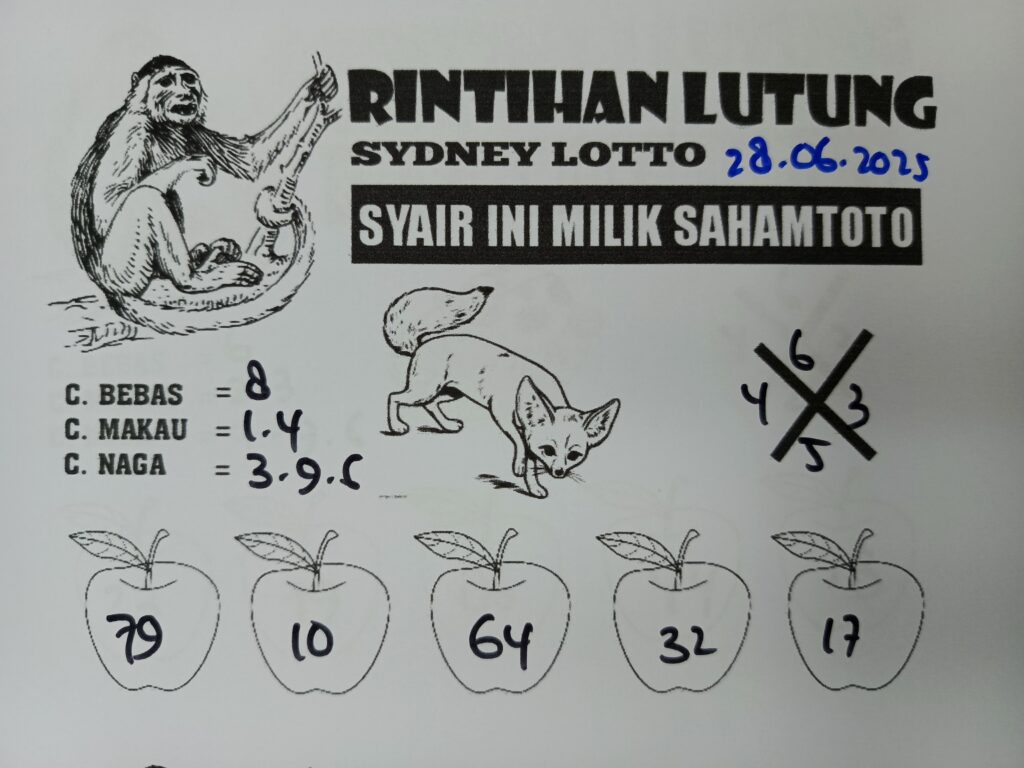 RINTIHAN LUTUNG
SYDNEY LOTTO 28.06.2025
SYAIR INI MILIK SAHAMTOTO
C. BEBAS = 8
C. MAKAU = 1.4
C. NAGA = 3.9.5
6
4 3
5
79 10 64 32 17